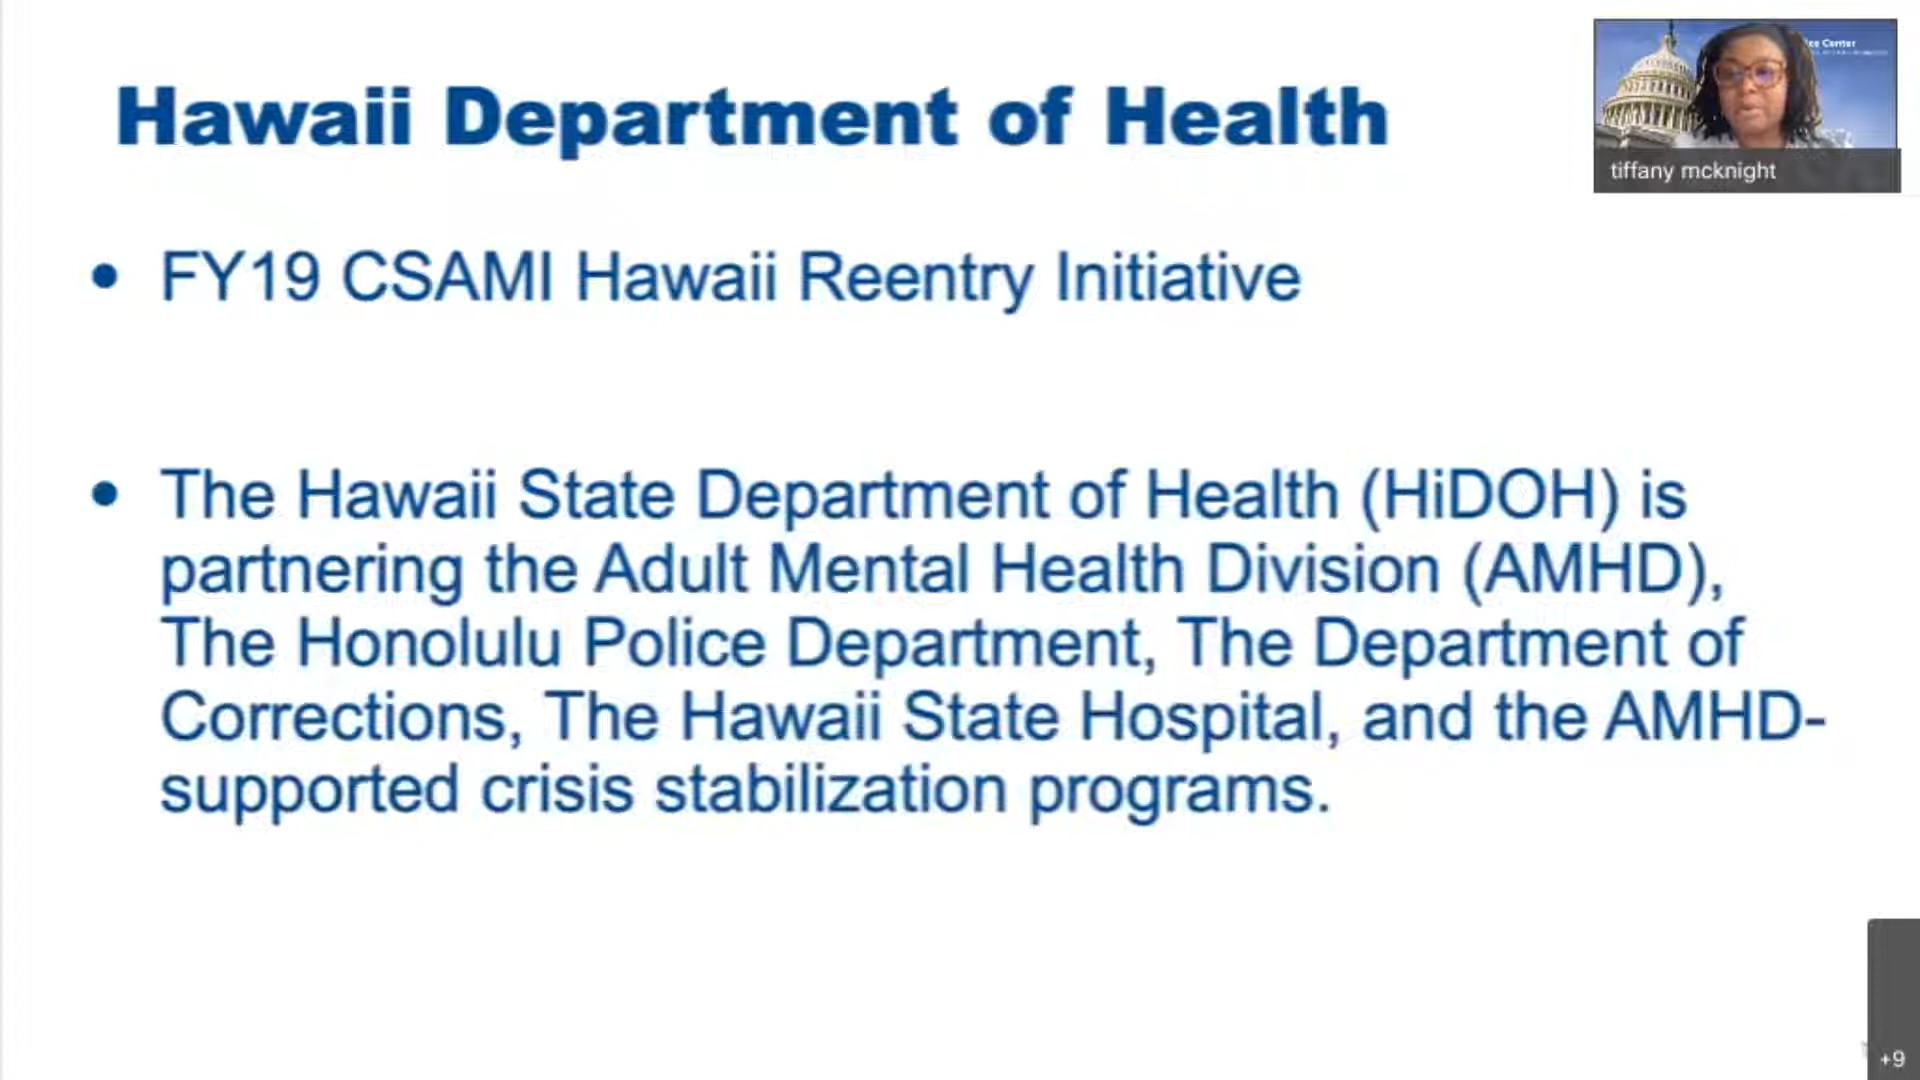 Hawaii Department of Health
ce Center
tiffany mcknight
• FY19 CSAMI Hawaii Reentry Initiative
• The Hawaii State Department of Health (HiDOH) is
partnering the Adult Mental Health Division (AMHD),
The Honolulu Police Department, The Department of
Corrections, The Hawaii State Hospital, and the AMHD-
supported crisis stabilization programs.
+9